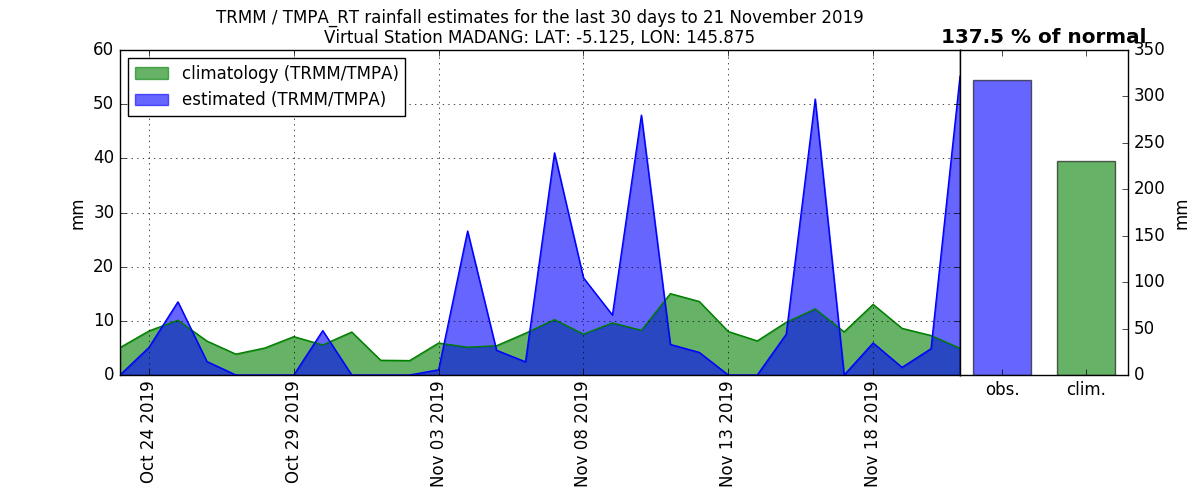 TRMM / TMPA_RT rainfall estimates for the last 30 days to 21 November 2019
Virtual Station MADANG: LAT: -5.125, LON: 145.875
137.5 % of normal
climatology (TRMM/TMPA)
estimated (TRMM/TMPA)
60
50
40
30
20
10
0
mm
350
300
250
200
150
100
50
0
mm
Oct 24 2019
Oct 29 2019
Nov 03 2019
Nov 08 2019
Nov 13 2019
Nov 18 2019
obs.
clim.